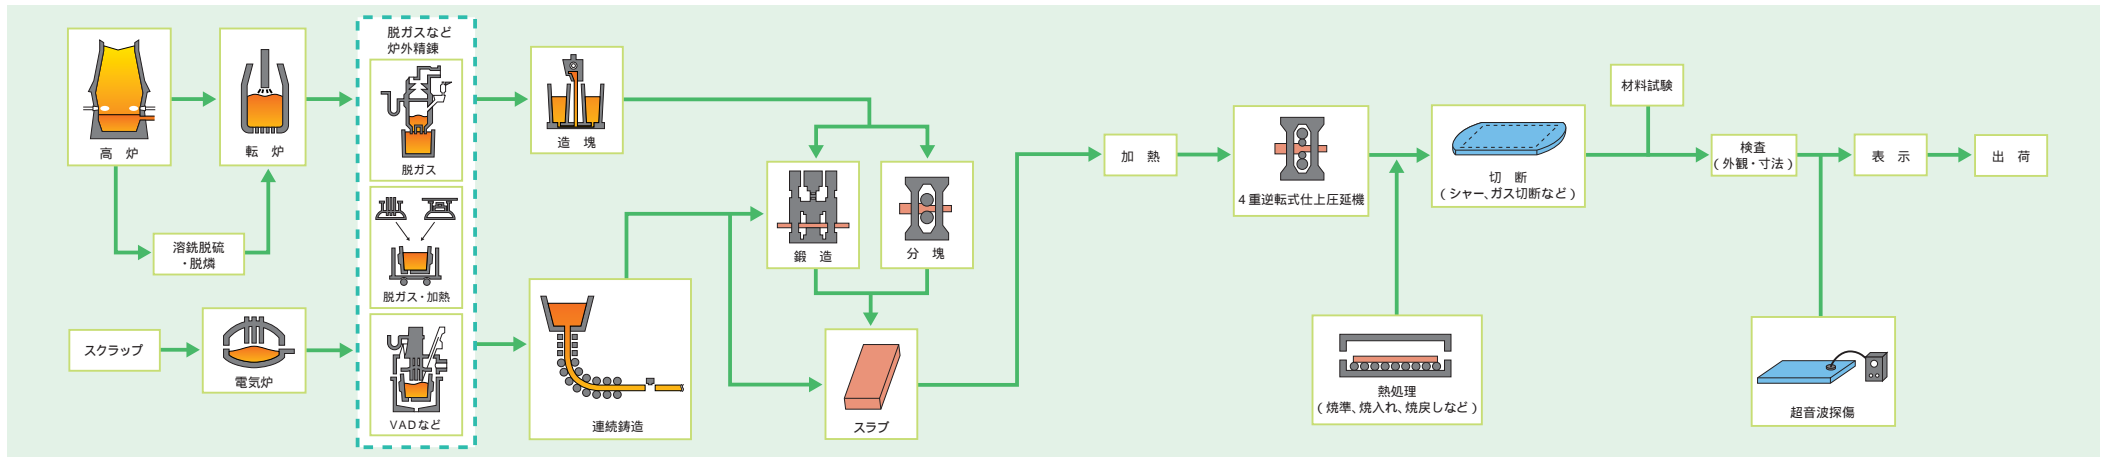 高　炉
転　炉
溶銑脱硫
・脱燐
スクラップ
電気炉
脱ガスなど
炉外精錬
脱ガス
脱ガス・加熱
VADなど
造　塊
連続鋳造
鍛　造
分　塊
スラブ
加　熱
4重逆転式仕上圧延機
熱処理
（焼準、焼入れ、焼戻しなど）
切　断
（シャー、ガス切断など）
材料試験
検査
（外観・寸法）
超音波探傷
表　示
出　荷